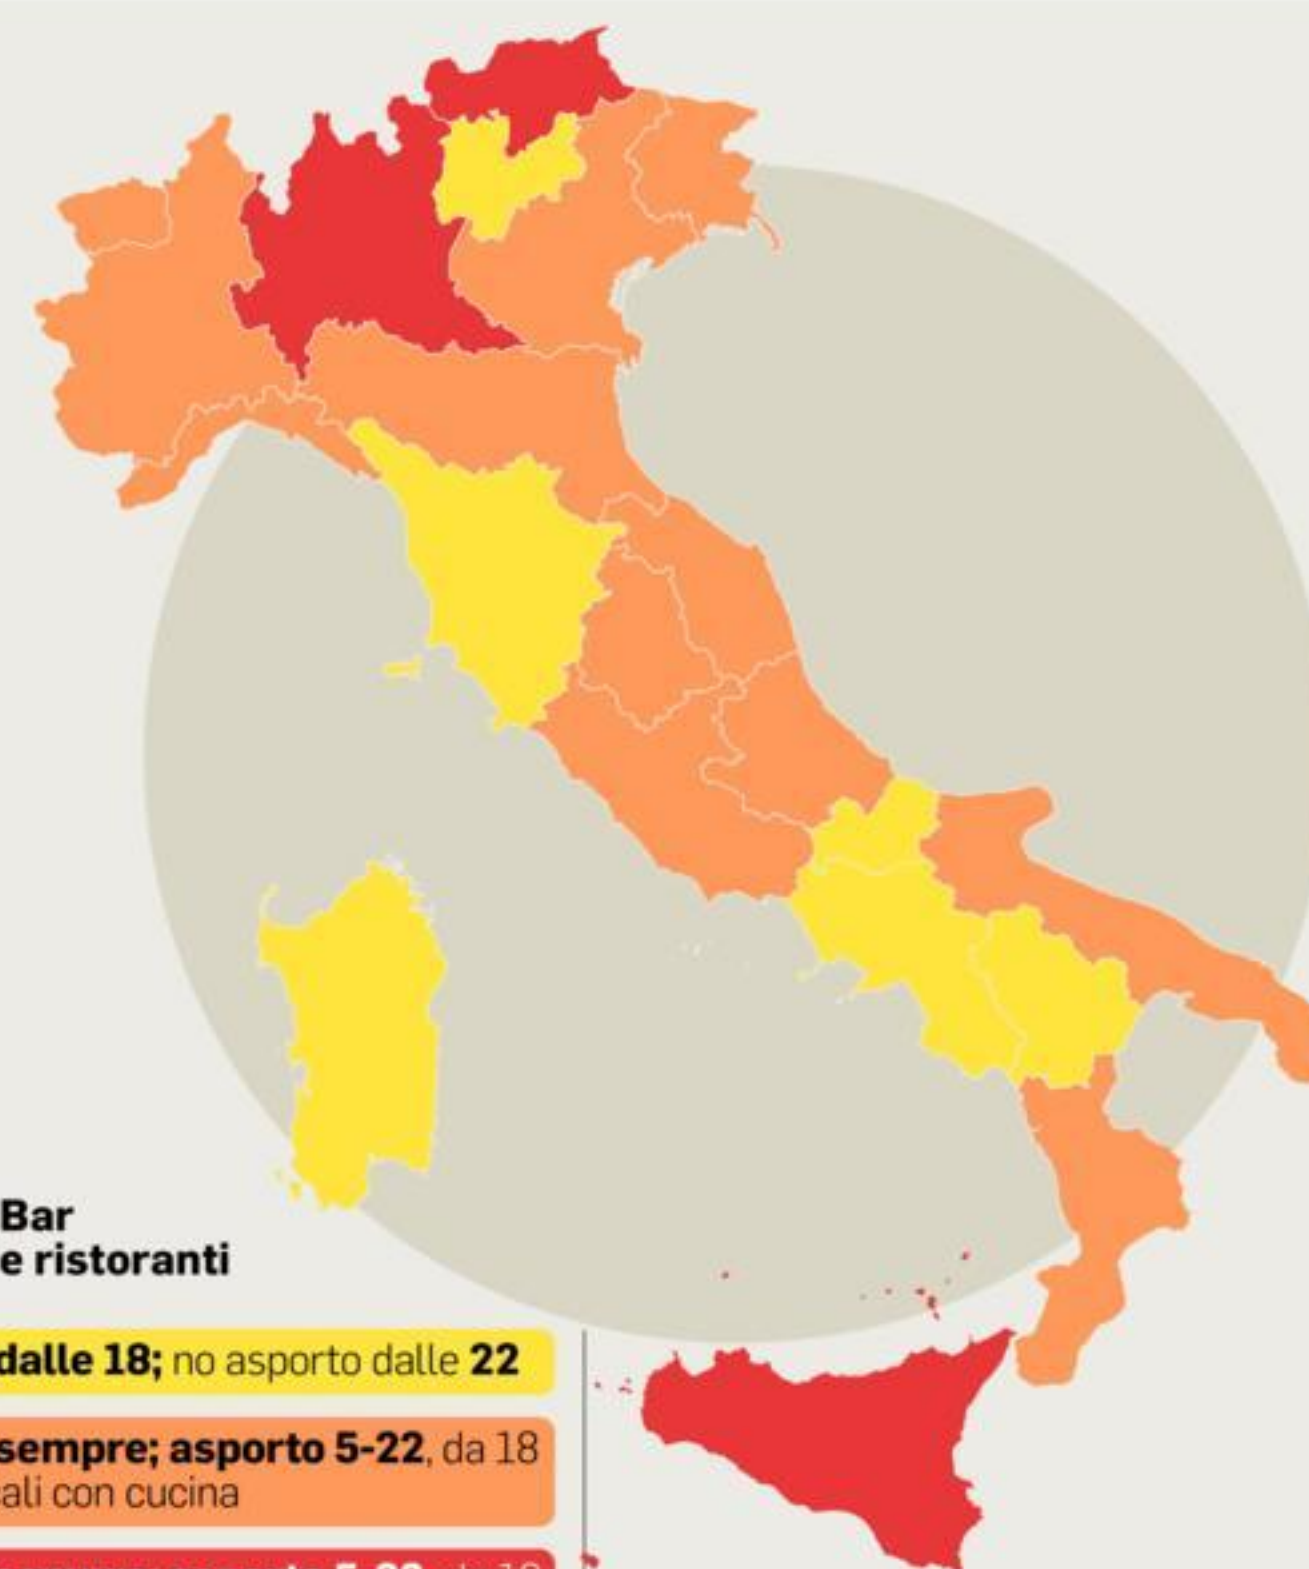 Bar
e ristoranti
dalle 18; no asporto dalle 22
sempre; asporto 5-22, da 18
ali con cucina